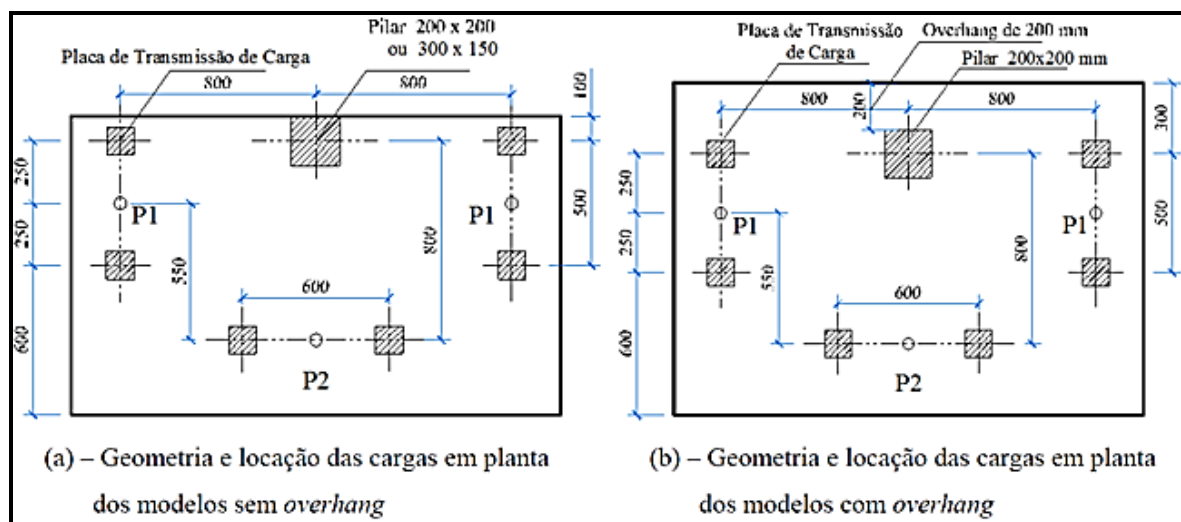 Pilar 200 x 200
ou 300 x 150
Placa de Transmissão de Carga
800
800
100
250
250
600
P1
P1
550
800
500
600
P2
(a) – Geometria e locação das cargas em planta
dos modelos sem overhang
Placa de Transmissão
de Carga
Overhang de 200 mm
Pilar 200x200 mm
800
200
800
300
250
250
600
P1
P1
550
800
500
600
P2
(b) – Geometria e locação das cargas em planta
dos modelos com overhang